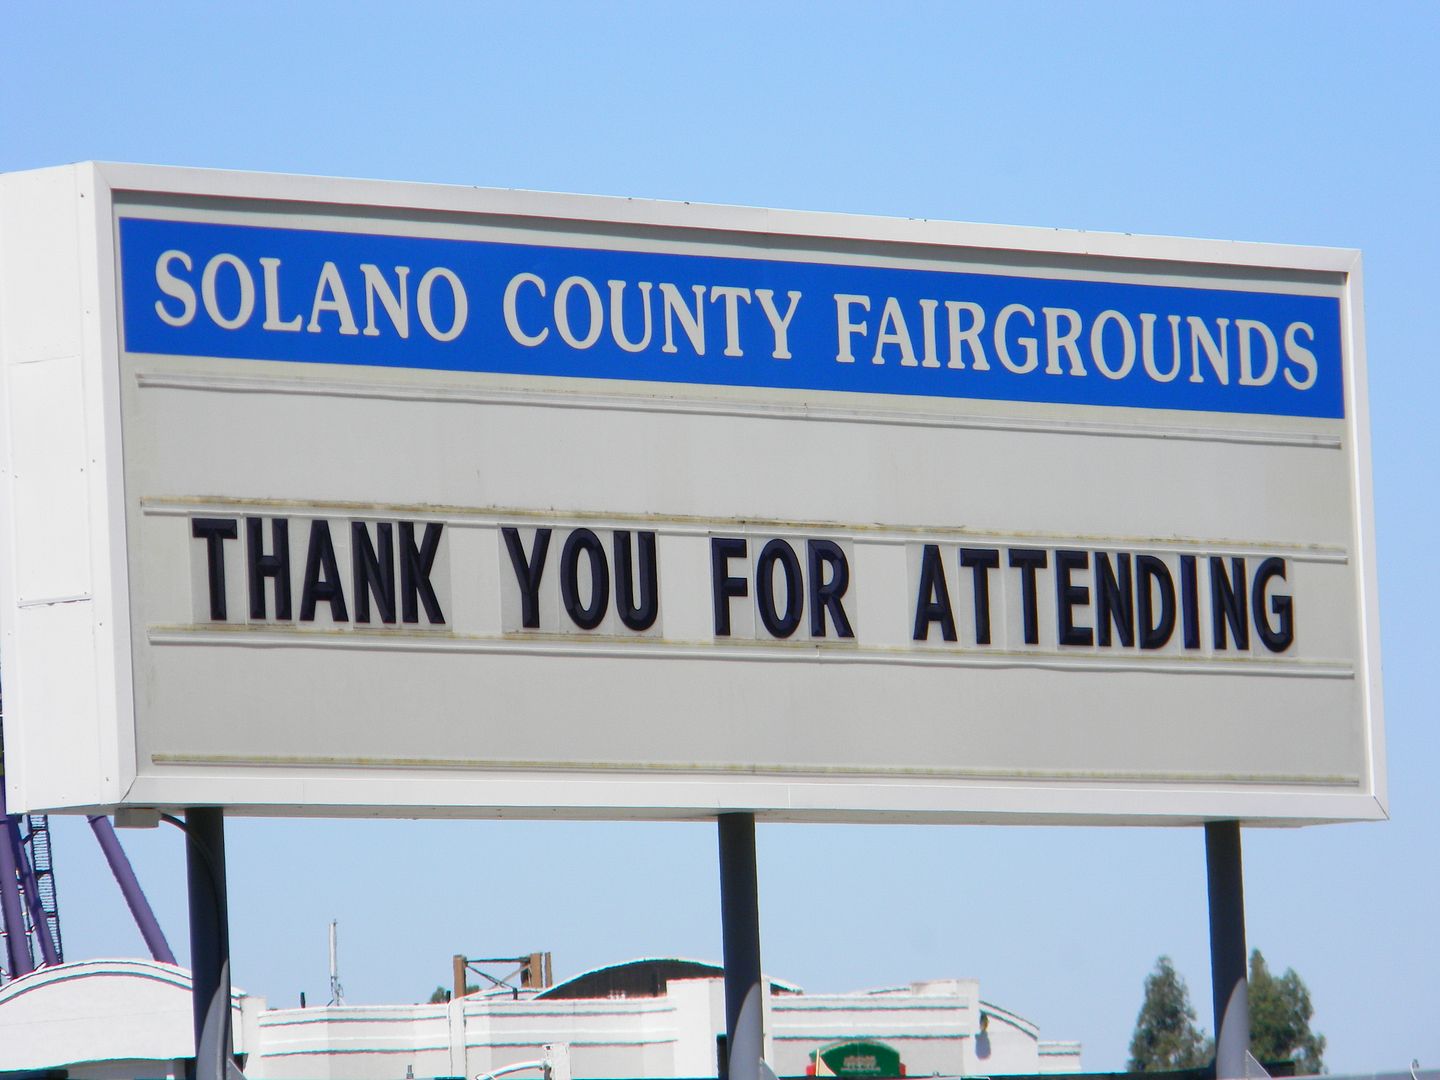 SOLANO COUNTY FAIRGROUNDS
THANK YOU FOR ATTENDING